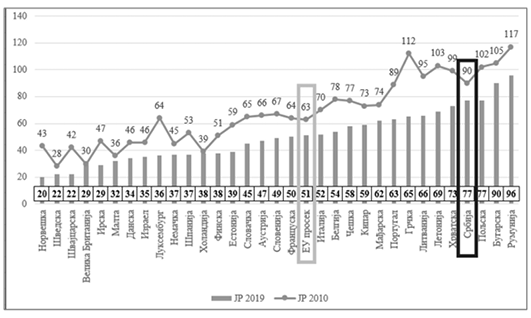 140
120
100
80
60
40
20
0
43 28 42 30 47 36 46 46 64 45 53 39 51 59 65 66 67 64 63 70 78 77 73 74 89 112 95 103 99 90 102 105 117
20 22 22 29 29 32 34 35 36 37 37 38 38 39 45 47 49 50 51 52 54 58 59 62 63 65 66 69 73 77 77 90 96
Норвешка
Шведска
Швајцарска
Велика Британија
Ирска
Малта
Данска
Израел
Луксембург
Немачка
Шпанија
Холандија
Финска
Естонија
Словачка
Аустрија
Словенија
Француска
ЕУ просек
Италија
Белгија
Чешка
Кипар
Мађарска
Португал
Грчка
Литванија
Летонија
Хрватска
Србија
Пољска
Бугарска
Румунија
ЈР 2019 ЈР 2010